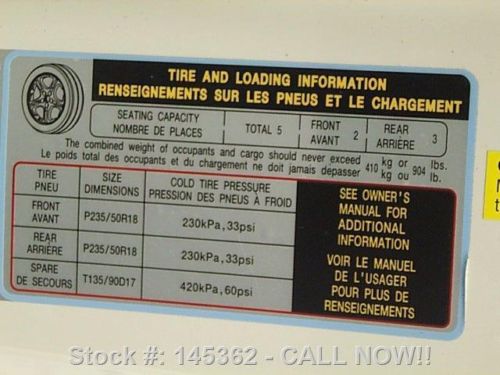 TIRE AND LOADING INFORMATION
RENSEIGNEMENTS SUR LES PNEUS ET LE CHARGEMENT
SEATING CAPACITY
NOMBRE DE PLACES
TOTAL 5
FRONT
AVANT 2
REAR
ARRIÈRE 3
The combined weight of occupants and cargo should never exceed 410 kg or 904 lbs.
Le poids total des occupants et du chargement ne doit jamais depasser 410 kg ou 904 lb.
TIRE
PNEU
SIZE
DIMENSIONS
COLD TIRE PRESSURE
PRESSION DES PNEUS À FROID
FRONT
AVANT
P235/50R18
230kPa,33psi
REAR
ARRIÈRE
P235/50R18
230kPa,33psi
SPARE
DE SECOURS
T135/90D17
420kPa,60psi
SEE OWNER'S
MANUAL FOR
ADDITIONAL
INFORMATION
VOIR LE MANUEL
DE L'USAGER
POUR PLUS DE
RENSEIGNEMENTS
Stock #: 145362 - CALL NOW!!